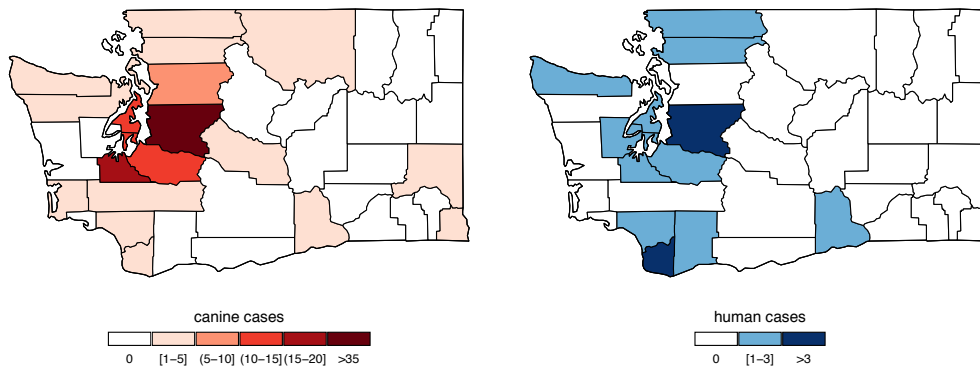 canine cases
0 [1−5] (5−10] (10−15] (15−20] >35
human cases
0 [1−3] >3